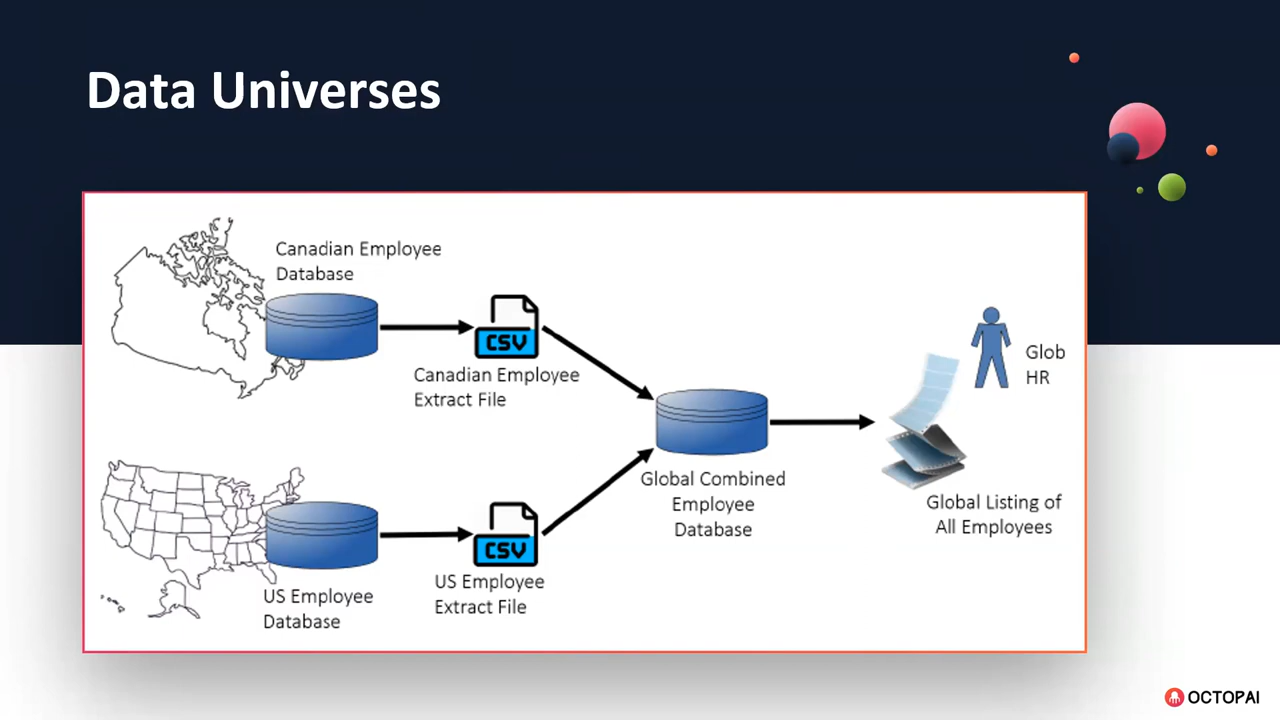 Data Universes
Canadian Employee
Database
CSV
Canadian Employee
Extract File
US Employee
Database
CSV
US Employee
Extract File
Global Combined
Employee
Database
Glob
HR
Global Listing of
All Employees
OCTOPAI